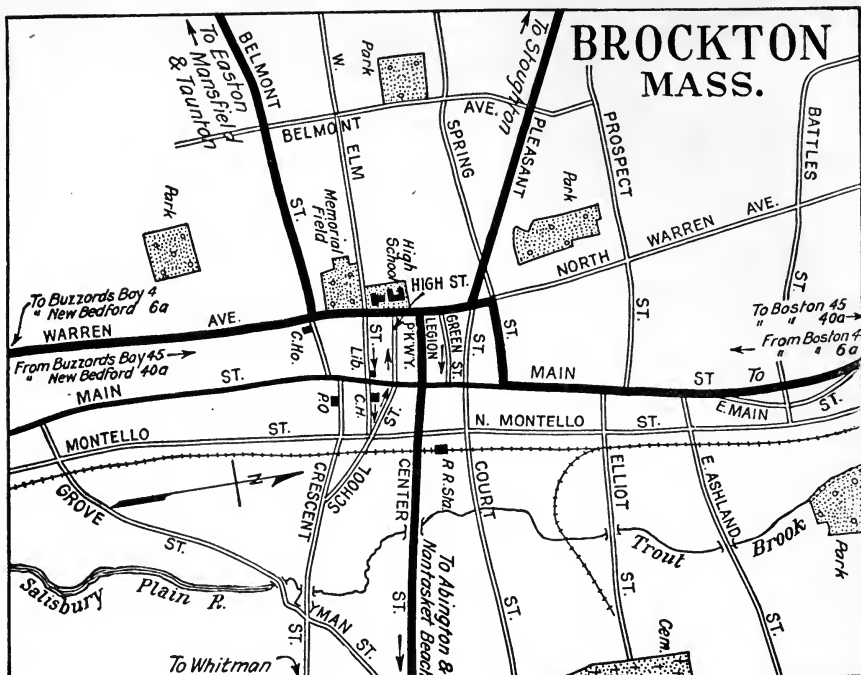 BROCKTON
MASS.
To Easton
Mansfield
& Taunton
BELMONT
ST.
W.
ELM
ST.
Park
BELMONT
AVE.
SPRING
ST.
To Stoughton
PLEASANT
ST.
PROSPECT
ST.
BATTLES
ST.
Park
Memorial
Field
High
School
HIGH ST.
Park
NORTH
WARREN
AVE.
To Buzzords Bay 4
" New Bedford 6a
WARREN
AVE.
From Buzzords Bay 45
" New Bedford 40a
To Boston 45
" " 40a
From Boston 4
" " 6a
C.Ho.
Lib.
P'KWY.
LEGION
GREEN ST.
MAIN
ST.
MAIN
ST.
To
E. MAIN
ST.
P.O
C.H.
'S
MONTELLO
ST.
N. MONTELLO
ST.
N
GROVE
ST.
CRESCENT
ST.
SCHOOL
CENTER
ST.
R R. Sta.
COURT
ST.
ELLIOT
ST.
E. ASHLAND
ST.
Trout
Brook
Park
Salisbury
Plain R.
LYMAN
ST.
To Abington &
Nantasket Beach
Cem.
To Whitman